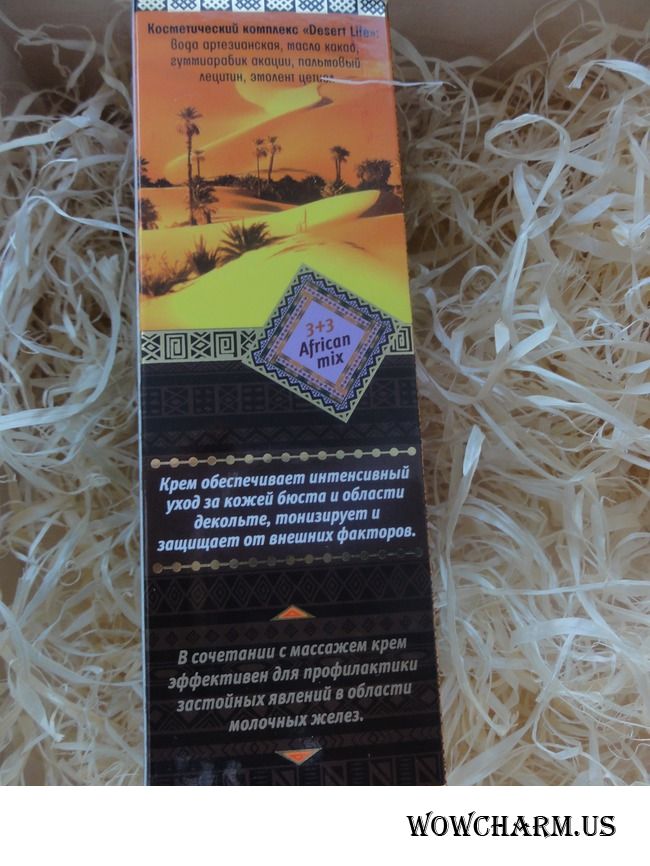 Косметический комплекс «Desert Life»:
вода артезианская, масло какао,
гуммиарабик акации, пальмовый
лецитин, эмолент цетиол.
3+3
African
mix
Крем обеспечивает интенсивный
уход за кожей бюста и области
декольте, тонизирует и
защищает от внешних факторов.
В сочетании с массажем крем
эффективен для профилактики
застойных явлений в области
молочных желез.
WOWCHARM.US